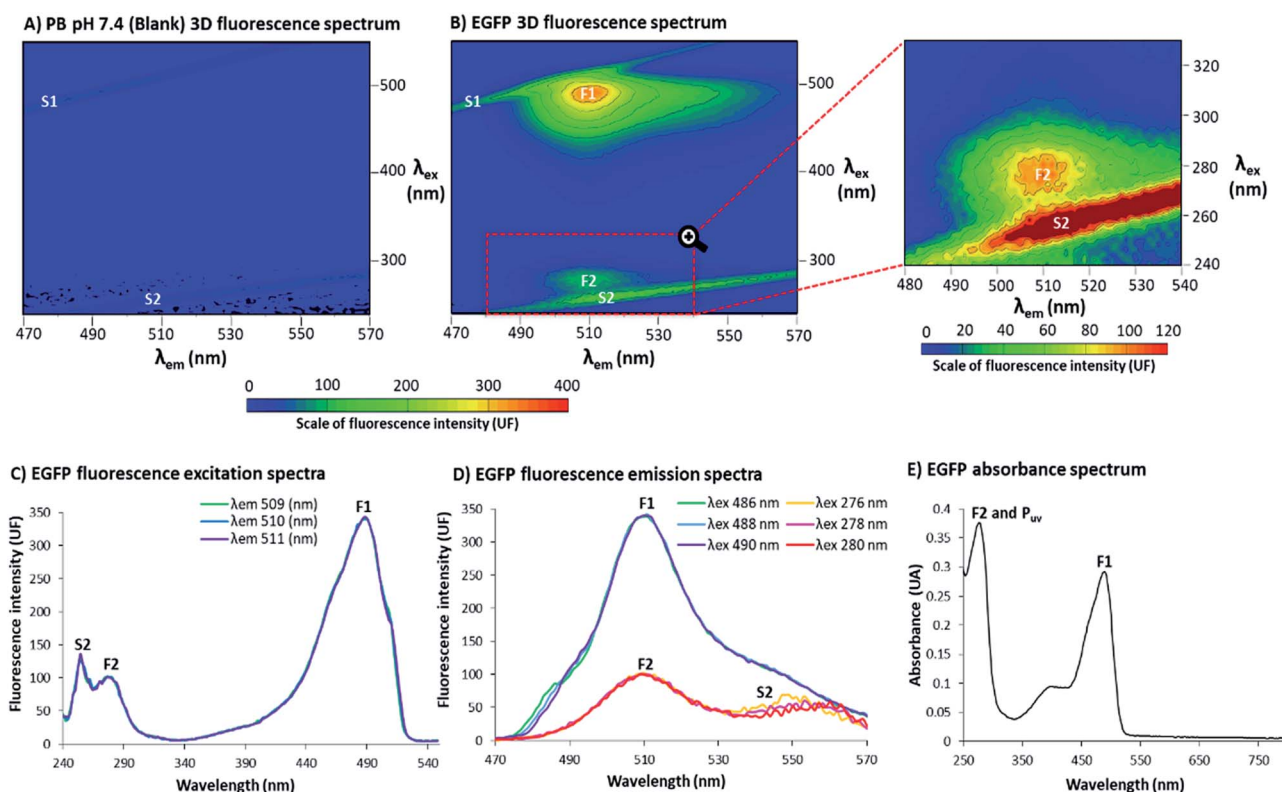 A) PB pH 7.4 (Blank) 3D fluorescence spectrum
S1
S2
500
400
300
λex
(nm)
470 490 510 530 550 570
λem (nm)
B) EGFP 3D fluorescence spectrum
S1
F1
F2
S2
500
400
300
λex
(nm)
470 490 510 530 550 570
λem (nm)
0 100 200 300 400
Scale of fluorescence intensity (UF)
F2
S2
320
300
280
260
240
λex
(nm)
480 490 500 510 520 530 540
λem (nm)
0 20 40 60 80 100 120
Scale of fluorescence intensity (UF)
C) EGFP fluorescence excitation spectra
λem 509 (nm)
λem 510 (nm)
λem 511 (nm)
S2
F2
F1
Fluorescence intensity (UF)
350
300
250
200
150
100
50
0
240 290 340 390 440 490 540
Wavelength (nm)
D) EGFP fluorescence emission spectra
λex 486 nm
λex 488 nm
λex 490 nm
λex 276 nm
λex 278 nm
λex 280 nm
F1
F2
S2
Fluorescence intensity (UF)
350
300
250
200
150
100
50
0
470 490 510 530 550 570
Wavelength (nm)
E) EGFP absorbance spectrum
F2 and Puv
F1
Absorbance (UA)
0.4
0.35
0.3
0.25
0.2
0.15
0.1
0.05
0
250 350 450 550 650 750
Wavelength (nm)